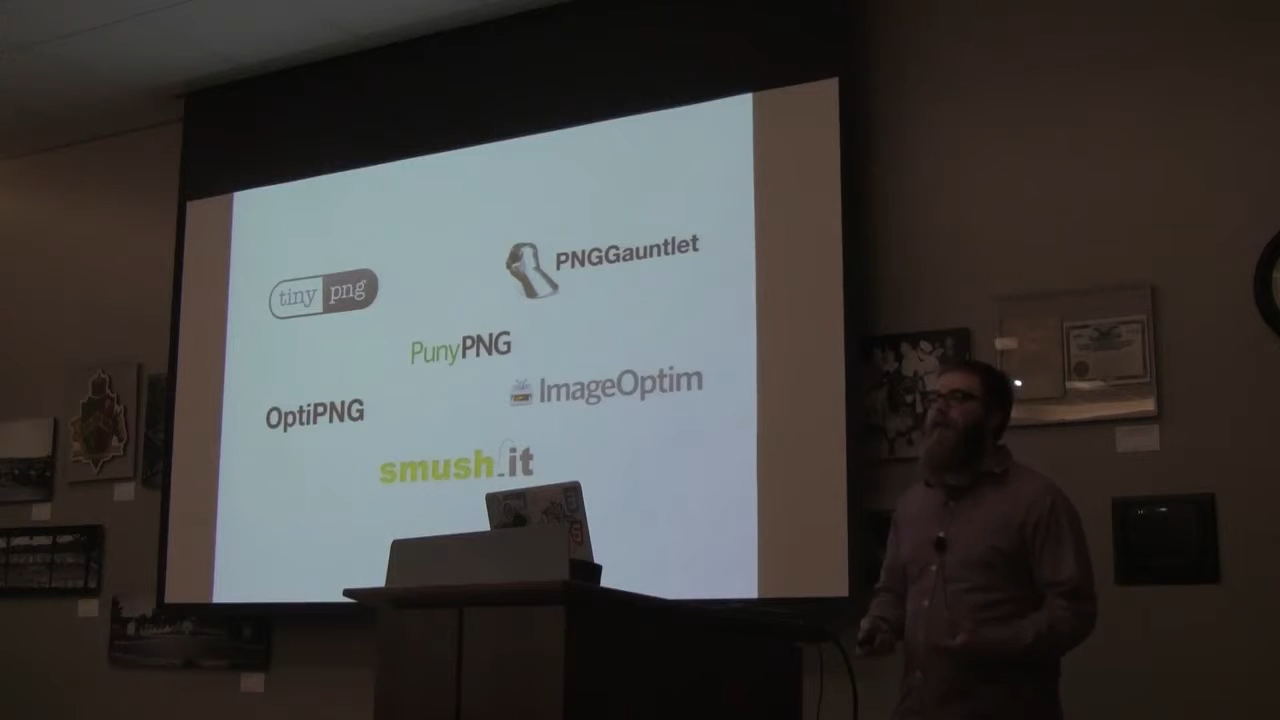 PNGGauntlet
tiny png
PunyPNG
ImageOptim
OptiPNG
smush.it